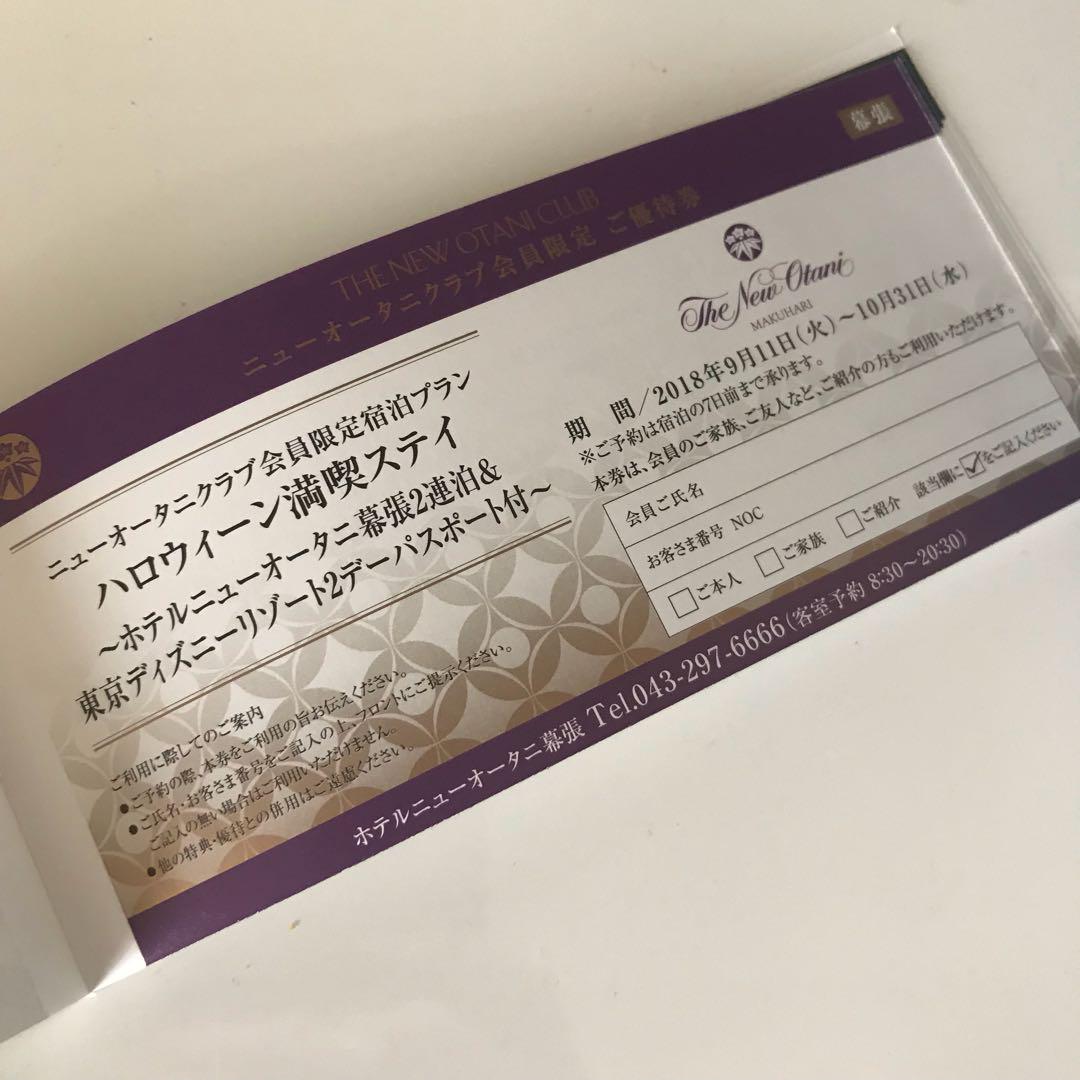 幕張
THE NEW OTANI CLUB
ニューオータニクラブ会員限定 ご優待券
ニューオータニクラブ会員限定宿泊プラン
ハロウィーン満喫ステイ
～ホテルニューオータニ幕張2連泊＆
東京ディズニーリゾート2デーパスポート付～
ご利用に際してのご案内
●ご予約の際、本券をご利用の旨お伝えください。
●ご氏名・お客さま番号をご記入の上、フロントにご提示ください。
ご記入の無い場合はご利用いただけません。
●他の特典・優待との併用はご遠慮ください。
The New Otani
MAKUHARI
期 間/2018年9月11日(火)～10月31日(水)
※ご予約は宿泊の7日前まで承ります。
本券は、会員のご家族、ご友人など、ご紹介の方もご利用いただけます。
会員ご氏名
お客さま番号 NOC
□ご本人 □ご家族 □ご紹介 該当欄に☑をご記入ください
ホテルニューオータニ幕張 Tel.043-297-6666(客室予約 8:30～20:30)